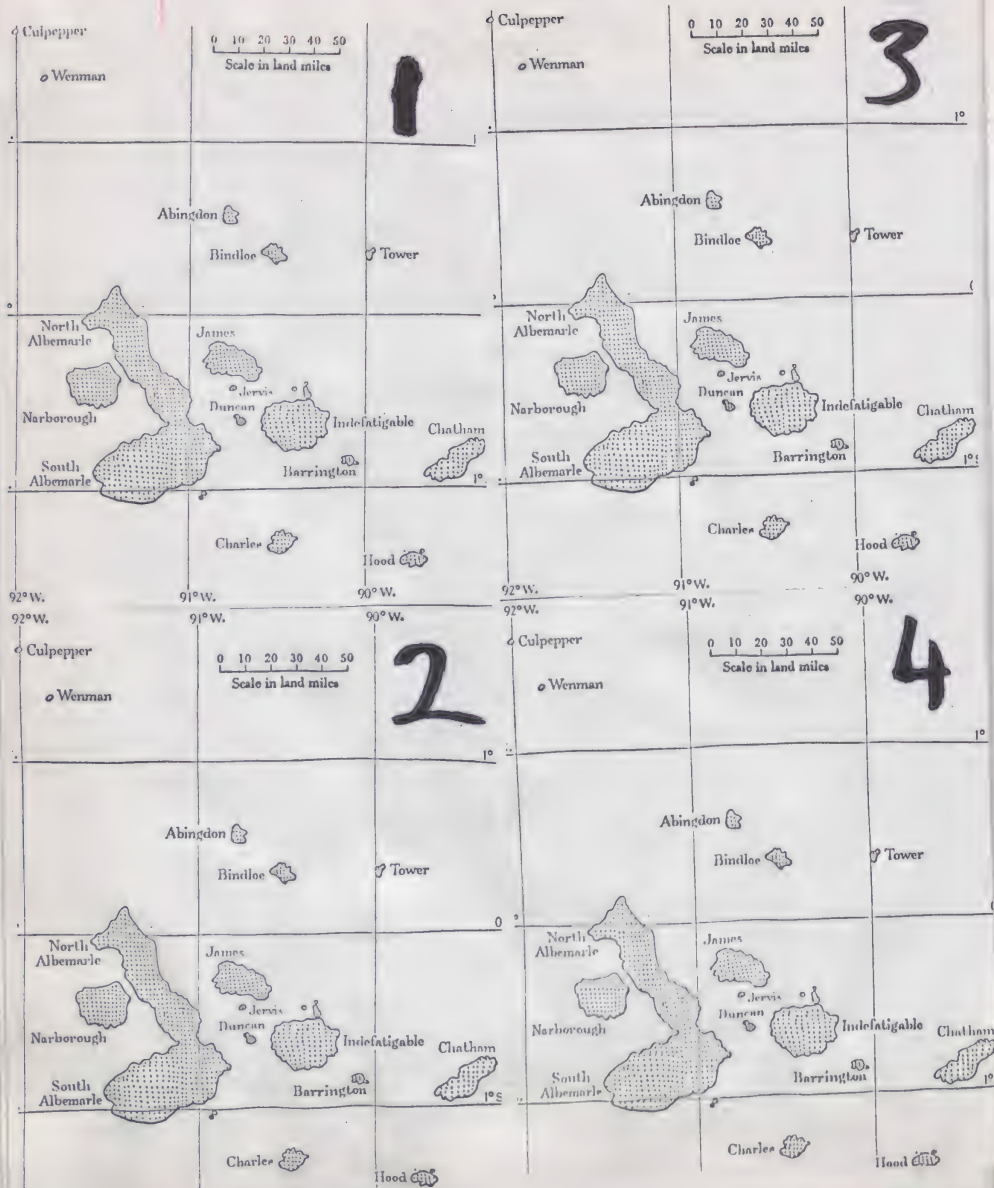 Culpepper
0 10 20 30 40 50
Scale in land miles
Wenman
1
Abingdon
Bindloe
Tower
North
Albemarle
James
Jervis
Duncan
Narborough
Indefatigable
Chatham
South
Albemarle
Barrington
1°
Charles
Hood
92° W.
91° W.
90° W.
Culpepper
0 10 20 30 40 50
Scale in land miles
Wenman
3
1°
Abingdon
Bindloe
Tower
North
Albemarle
James
Jervis
Duncan
Narborough
Indefatigable
Chatham
South
Albemarle
Barrington
1° S
Charles
Hood
92° W.
91° W.
90° W.
92° W.
91° W.
90° W.
Culpepper
0 10 20 30 40 50
Scale in land miles
Wenman
2
1°
Abingdon
Bindloe
Tower
0
North
Albemarle
James
Jervis
Duncan
Narborough
Indefatigable
Chatham
South
Albemarle
Barrington
1° S
Charles
Hood
92° W.
91° W.
90° W.
Culpepper
0 10 20 30 40 50
Scale in land miles
Wenman
4
1°
Abingdon
Bindloe
Tower
North
Albemarle
James
Jervis
Duncan
Narborough
Indefatigable
Chatham
South
Albemarle
Barrington
1°
Charles
Hood